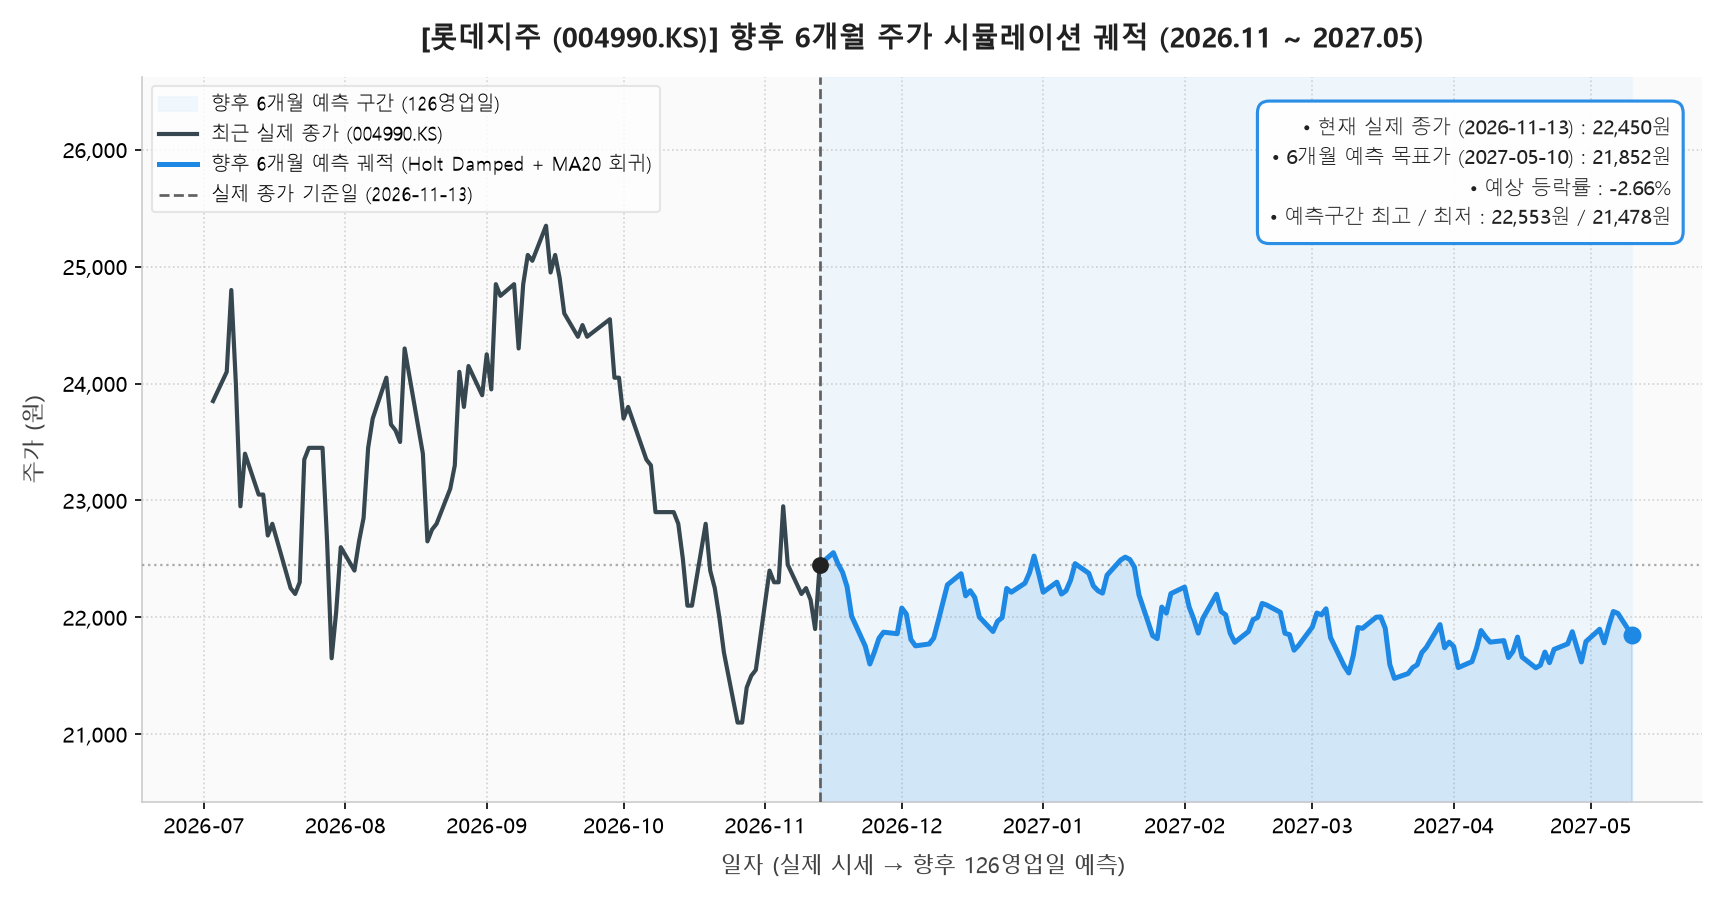 [롯데지주 (004990.KS)] 향후 6개월 주가 시뮬레이션 궤적 (2026.11 ~ 2027.05)
향후 6개월 예측 구간 (126영업일)
최근 실제 종가 (004990.KS)
향후 6개월 예측 궤적 (Holt Damped + MA20 회귀)
실제 종가 기준일 (2026-11-13)
• 현재 실제 종가 (2026-11-13) : 22,450원
• 6개월 예측 목표가 (2027-05-10) : 21,852원
• 예상 등락률 : -2.66%
• 예측구간 최고 / 최저 : 22,553원 / 21,478원
주가 (원)
26,000
25,000
24,000
23,000
22,000
21,000
2026-07
2026-08
2026-09
2026-10
2026-11
2026-12
2027-01
2027-02
2027-03
2027-04
2027-05
일자 (실제 시세 → 향후 126영업일 예측)